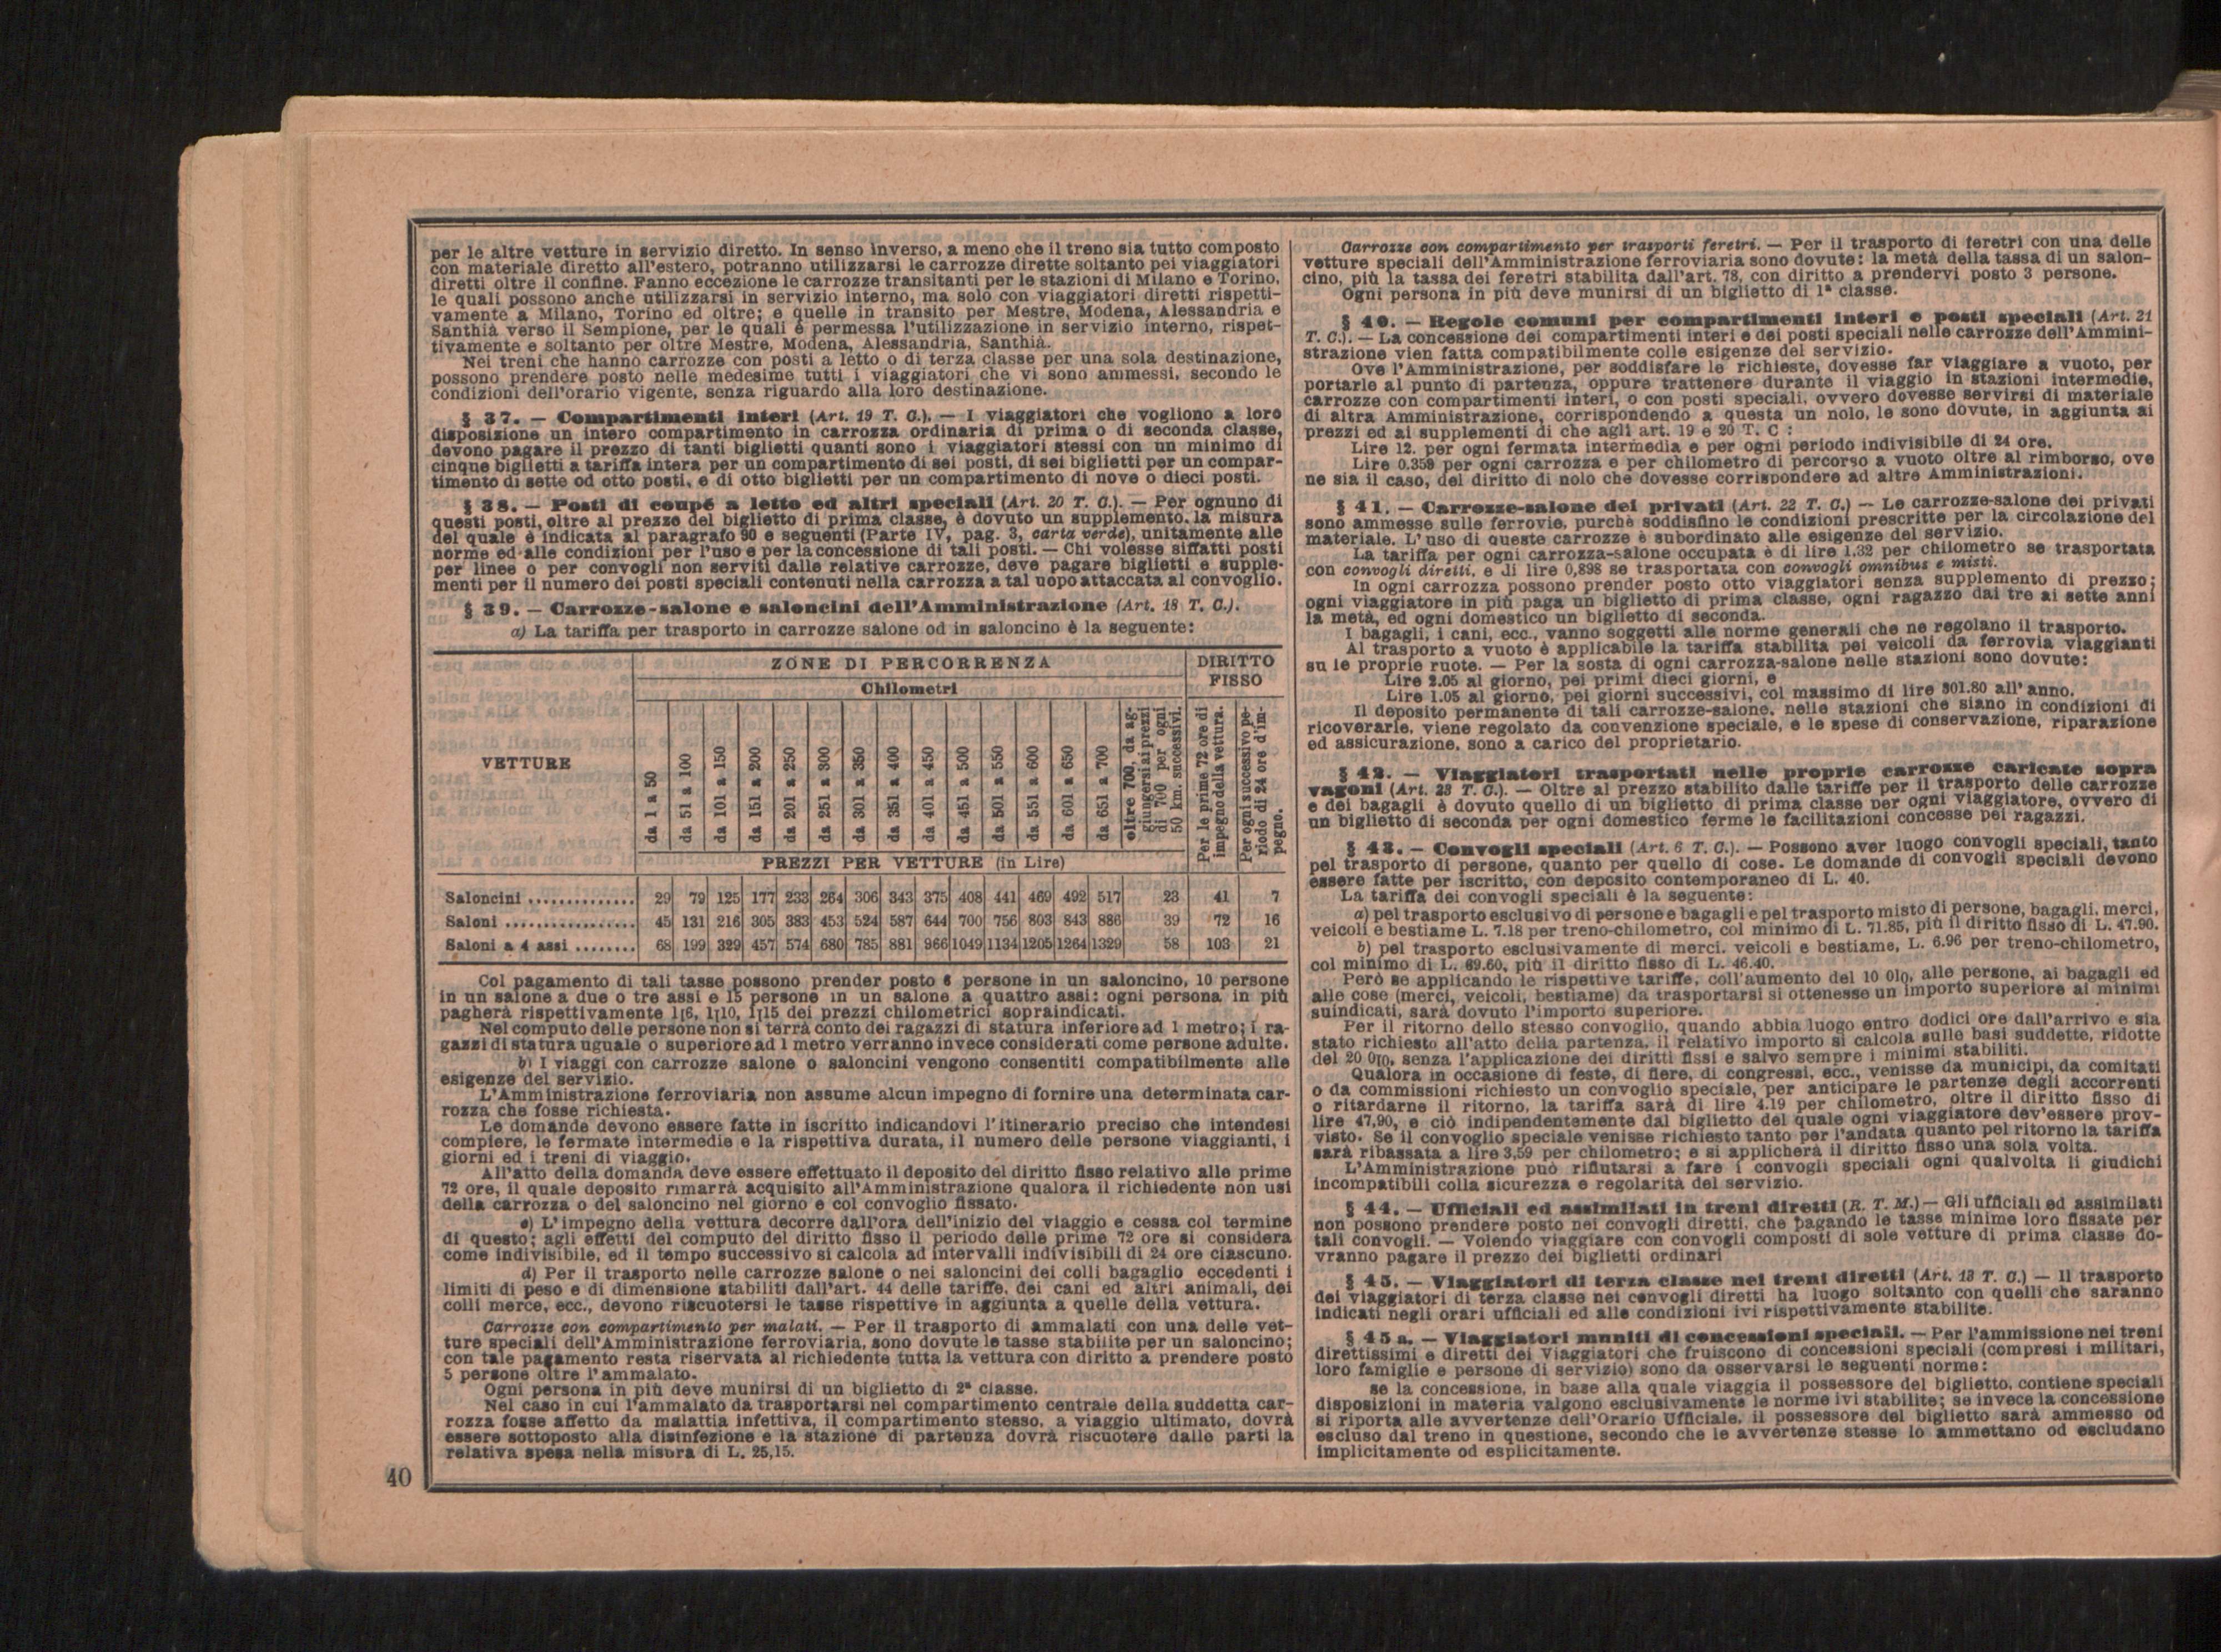 per le altre vetture in servizio diretto. In senso inverso, a meno che il treno sia tutto composto
con materiale diretto all'estero, potranno utilizzarsi le carrozze dirette soltanto pei viaggiatori
diretti oltre il confine. Fanno eccezione le carrozze transitanti per le stazioni di Milano e Torino,
le quali possono anche utilizzarsi in servizio interno, ma solo con viaggiatori diretti rispetti-
vamente a Milano, Torino ed oltre; e quelle in transito per Mestre, Modena, Alessandria e
Santhià verso il Sempione, per le quali è permessa l'utilizzazione in servizio interno, rispet-
tivamente e soltanto per oltre Mestre, Modena, Alessandria, Santhià.
Nei treni che hanno carrozze con posti a letto o di terza classe per una sola destinazione,
possono prendere posto nelle medesime tutti i viaggiatori che vi sono ammessi, secondo le
condizioni dell'orario vigente, senza riguardo alla loro destinazione.
§ 37. — Compartimenti interi (Art. 19 T. C.). — I viaggiatori che vogliono a loro
disposizione un intero compartimento in carrozza ordinaria di prima o di seconda classe,
devono pagare il prezzo di tanti biglietti quanti sono i viaggiatori stessi con un minimo di
cinque biglietti a tariffa intera per un compartimento di sei posti, di sei biglietti per un compar-
timento di sette od otto posti, e di otto biglietti per un compartimento di nove o dieci posti.
§ 38. — Posti di coupé a letto ed altri speciali (Art. 20 T. C.). — Per ognuno di
questi posti, oltre al prezzo del biglietto di prima classe, è dovuto un supplemento, la misura
del quale è indicata al paragrafo 90 e seguenti (Parte IV, pag. 3, carta verde), unitamente alle
norme ed alle condizioni per l'uso e per la concessione di tali posti. — Chi volesse siffatti posti
per linee o per convogli non serviti dalle relative carrozze, deve pagare biglietti e supple-
menti per il numero dei posti speciali contenuti nella carrozza a tal uopo attaccata al convoglio.
§ 39. — Carrozze-salone e saloncini dell'Amministrazione (Art. 18 T. C.).
a) La tariffa per trasporto in carrozze salone od in saloncino è la seguente:
VETTURE
ZONE DI PERCORRENZA
DIRITTO
FISSO
Chilometri
da 1 a 50
da 51 a 100
da 101 a 150
da 151 a 200
da 201 a 250
da 251 a 300
da 301 a 350
da 351 a 400
da 401 a 450
da 451 a 500
da 501 a 550
da 551 a 600
da 601 a 650
da 651 a 700
oltre 700, da ag-
giungersi ai prezzi
di 700 per ogni
50 km. successivi.
Per le prime 72 ore di
impegno della vettura.
Per ogni successivo pe-
riodo di 24 ore d'im-
pegno.
PREZZI PER VETTURE (in Lire)
Saloncini .............. 29 79 125 177 233 264 306 343 375 408 441 469 492 517 23 41 7
Saloni ................. 45 131 216 305 383 453 524 587 644 700 756 803 843 886 39 72 16
Saloni a 4 assi ........ 68 199 329 457 574 680 785 881 966 1049 1134 1205 1264 1329 58 103 21
Col pagamento di tali tasse possono prender posto 6 persone in un saloncino, 10 persone
in un salone a due o tre assi e 15 persone in un salone a quattro assi: ogni persona in più
pagherà rispettivamente 1|6, 1|10, 1|15 dei prezzi chilometrici sopraindicati.
Nel computo delle persone non si terrà conto dei ragazzi di statura inferiore ad 1 metro; i ra-
gazzi di statura uguale o superiore ad 1 metro verranno invece considerati come persone adulte.
b) I viaggi con carrozze salone o saloncini vengono consentiti compatibilmente alle
esigenze del servizio.
L'Amministrazione ferroviaria non assume alcun impegno di fornire una determinata car-
rozza che fosse richiesta.
Le domande devono essere fatte in iscritto indicandovi l'itinerario preciso che intendesi
compiere, le fermate intermedie e la rispettiva durata, il numero delle persone viaggianti, i
giorni ed i treni di viaggio.
All'atto della domanda deve essere effettuato il deposito del diritto fisso relativo alle prime
72 ore, il quale deposito rimarrà acquisito all'Amministrazione qualora il richiedente non usi
della carrozza o del saloncino nel giorno e col convoglio fissato.
c) L'impegno della vettura decorre dall'ora dell'inizio del viaggio e cessa col termine
di questo; agli effetti del computo del diritto fisso il periodo delle prime 72 ore si considera
come indivisibile, ed il tempo successivo si calcola ad intervalli indivisibili di 24 ore ciascuno.
d) Per il trasporto nelle carrozze salone o nei saloncini dei colli bagaglio eccedenti i
limiti di peso e di dimensione stabiliti dall'art. 44 delle tariffe, dei cani ed altri animali, dei
colli merce, ecc., devono riscuotersi le tasse rispettive in aggiunta a quelle della vettura.
Carrozze con compartimento per malati. — Per il trasporto di ammalati con una delle vet-
ture speciali dell'Amministrazione ferroviaria, sono dovute le tasse stabilite per un saloncino;
con tale pagamento resta riservata al richiedente tutta la vettura con diritto a prendere posto
5 persone oltre l'ammalato.
Ogni persona in più deve munirsi di un biglietto di 2ª classe.
Nel caso in cui l'ammalato da trasportarsi nel compartimento centrale della suddetta car-
rozza fosse affetto da malattia infettiva, il compartimento stesso, a viaggio ultimato, dovrà
essere sottoposto alla disinfezione e la stazione di partenza dovrà riscuotere dalle parti la
relativa spesa nella misura di L. 25,15.
40
Carrozze con compartimento per trasporti feretri. — Per il trasporto di feretri con una delle
vetture speciali dell'Amministrazione ferroviaria sono dovute: la metà della tassa di un salon-
cino, più la tassa dei feretri stabilita dall'art. 78, con diritto a prendervi posto 3 persone.
Ogni persona in più deve munirsi di un biglietto di 1ª classe.
§ 40. — Regole comuni per compartimenti interi e posti speciali (Art. 21
T. C.). — La concessione dei compartimenti interi e dei posti speciali nelle carrozze dell'Ammini-
strazione vien fatta compatibilmente colle esigenze del servizio.
Ove l'Amministrazione, per soddisfare le richieste, dovesse far viaggiare a vuoto, per
portarle al punto di partenza, oppure trattenere durante il viaggio in stazioni intermedie,
carrozze con compartimenti interi, o con posti speciali, ovvero dovesse servirsi di materiale
di altra Amministrazione, corrispondendo a questa un nolo, le sono dovute, in aggiunta ai
prezzi ed ai supplementi di che agli art. 19 e 20 T. C :
Lire 12. per ogni fermata intermedia e per ogni periodo indivisibile di 24 ore.
Lire 0.359 per ogni carrozza e per chilometro di percorso a vuoto oltre al rimborso, ove
ne sia il caso, del diritto di nolo che dovesse corrispondere ad altre Amministrazioni.
§ 41. — Carrozze-salone dei privati (Art. 22 T. C.) — Le carrozze-salone dei privati
sono ammesse sulle ferrovie, purchè soddisfino le condizioni prescritte per la circolazione del
materiale. L'uso di queste carrozze è subordinato alle esigenze del servizio.
La tariffa per ogni carrozza-salone occupata è di lire 1.32 per chilometro se trasportata
con convogli diretti, e di lire 0,898 se trasportata con convogli omnibus e misti.
In ogni carrozza possono prender posto otto viaggiatori senza supplemento di prezzo;
ogni viaggiatore in più paga un biglietto di prima classe, ogni ragazzo dai tre ai sette anni
la metà, ed ogni domestico un biglietto di seconda.
I bagagli, i cani, ecc., vanno soggetti alle norme generali che ne regolano il trasporto.
Al trasporto a vuoto è applicabile la tariffa stabilita pei veicoli da ferrovia viaggianti
su le proprie ruote. — Per la sosta di ogni carrozza-salone nelle stazioni sono dovute:
Lire 2.05 al giorno, pei primi dieci giorni, e
Lire 1.05 al giorno, pei giorni successivi, col massimo di lire 301.80 all'anno.
Il deposito permanente di tali carrozze-salone, nelle stazioni che siano in condizioni di
ricoverarle, viene regolato da convenzione speciale, e le spese di conservazione, riparazione
ed assicurazione, sono a carico del proprietario.
§ 42. — Viaggiatori trasportati nelle proprie carrozze caricate sopra
vagoni (Art. 23 T. C.). — Oltre al prezzo stabilito dalle tariffe per il trasporto delle carrozze
e dei bagagli è dovuto quello di un biglietto di prima classe per ogni viaggiatore, ovvero di
un biglietto di seconda per ogni domestico ferme le facilitazioni concesse pei ragazzi.
§ 43. — Convogli speciali (Art. 6 T. C.). — Possono aver luogo convogli speciali, tanto
pel trasporto di persone, quanto per quello di cose. Le domande di convogli speciali devono
essere fatte per iscritto, con deposito contemporaneo di L. 40.
La tariffa dei convogli speciali è la seguente:
a) pel trasporto esclusivo di persone e bagagli e pel trasporto misto di persone, bagagli, merci,
veicoli e bestiame L. 7.18 per treno-chilometro, col minimo di L. 71.85, più il diritto fisso di L. 47.90.
b) pel trasporto esclusivamente di merci, veicoli e bestiame, L. 6.96 per treno-chilometro,
col minimo di L. 69.60, più il diritto fisso di L. 46.40.
Però se applicando le rispettive tariffe, coll'aumento del 10 0|0, alle persone, ai bagagli ed
alle cose (merci, veicoli, bestiame) da trasportarsi si ottenesse un importo superiore ai minimi
suindicati, sarà dovuto l'importo superiore.
Per il ritorno dello stesso convoglio, quando abbia luogo entro dodici ore dall'arrivo e sia
stato richiesto all'atto della partenza, il relativo importo si calcola sulle basi suddette, ridotte
del 20 0|0, senza l'applicazione dei diritti fissi e salvo sempre i minimi stabiliti.
Qualora in occasione di feste, di fiere, di congressi, ecc., venisse da municipi, da comitati
o da commissioni richiesto un convoglio speciale, per anticipare le partenze degli accorrenti
o ritardarne il ritorno, la tariffa sarà di lire 4.19 per chilometro, oltre il diritto fisso di
lire 47,90, e ciò indipendentemente dal biglietto del quale ogni viaggiatore dev'essere prov-
visto. Se il convoglio speciale venisse richiesto tanto per l'andata quanto pel ritorno la tariffa
sarà ribassata a lire 3,59 per chilometro; e si applicherà il diritto fisso una sola volta.
L'Amministrazione può rifiutarsi a fare i convogli speciali ogni qualvolta li giudichi
incompatibili colla sicurezza e regolarità del servizio.
§ 44. — Ufficiali ed assimilati in treni diretti (R. T. M.) — Gli ufficiali ed assimilati
non possono prendere posto nei convogli diretti, che pagando le tasse minime loro fissate per
tali convogli. — Volendo viaggiare con convogli composti di sole vetture di prima classe do-
vranno pagare il prezzo dei biglietti ordinari
§ 45. — Viaggiatori di terza classe nei treni diretti (Art. 13 T. C.) — Il trasporto
dei viaggiatori di terza classe nei convogli diretti ha luogo soltanto con quelli che saranno
indicati negli orari ufficiali ed alle condizioni ivi rispettivamente stabilite.
§ 45 a. — Viaggiatori muniti di concessioni speciali. — Per l'ammissione nei treni
direttissimi e diretti dei Viaggiatori che fruiscono di concessioni speciali (compresi i militari,
loro famiglie e persone di servizio) sono da osservarsi le seguenti norme:
se la concessione, in base alla quale viaggia il possessore del biglietto, contiene speciali
disposizioni in materia valgono esclusivamente le norme ivi stabilite; se invece la concessione
si riporta alle avvertenze dell'Orario Ufficiale, il possessore del biglietto sarà ammesso od
escluso dal treno in questione, secondo che le avvertenze stesse lo ammettano od escludano
implicitamente od esplicitamente.